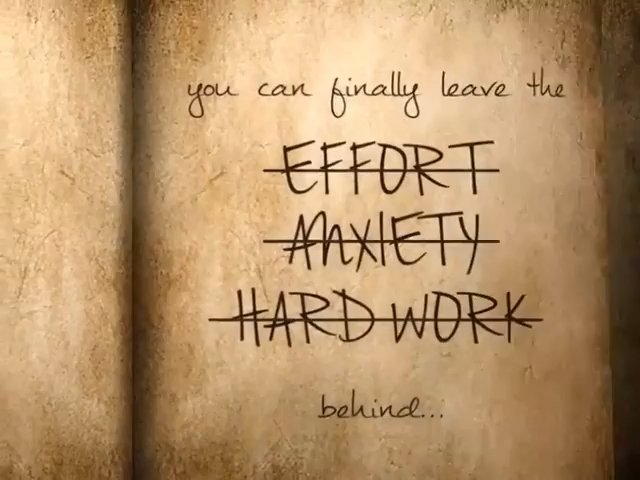 you can finally leave the
EFFORT
ANXIETY
HARD WORK
behind...